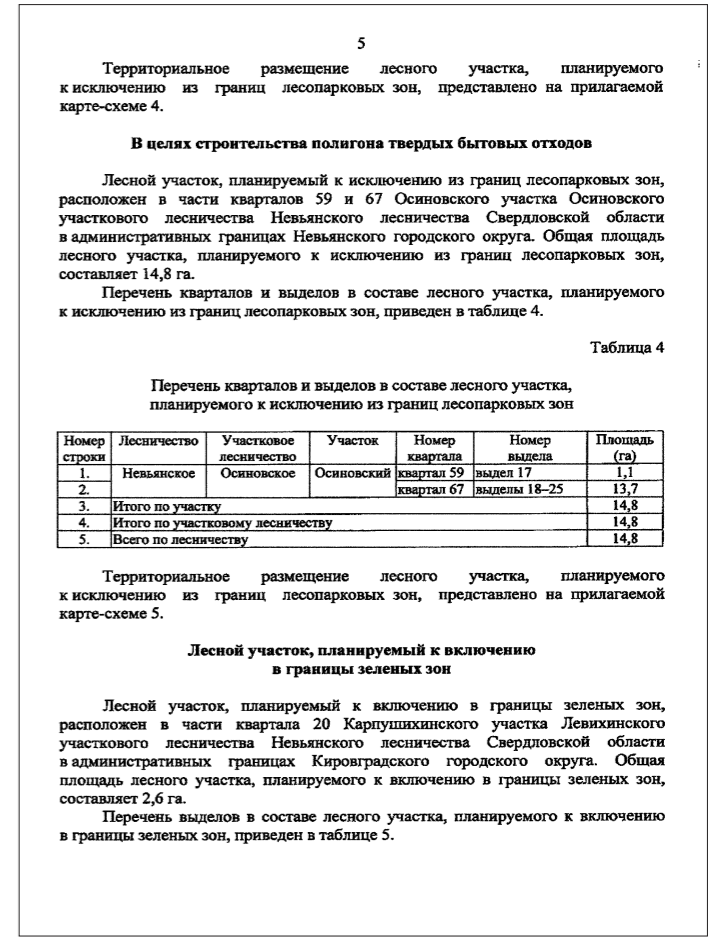 5
Территориальное размещение лесного участка, планируемого
к исключению из границ лесопарковых зон, представлено на прилагаемой
карте-схеме 4.
В целях строительства полигона твердых бытовых отходов
Лесной участок, планируемый к исключению из границ лесопарковых зон,
расположен в части кварталов 59 и 67 Осиновского участка Осиновского
участкового лесничества Невьянского лесничества Свердловской области
в административных границах Невьянского городского округа. Общая площадь
лесного участка, планируемого к исключению из границ лесопарковых зон,
составляет 14,8 га.
Перечень кварталов и выделов в составе лесного участка, планируемого
к исключению из границ лесопарковых зон, приведен в таблице 4.
Таблица 4
Перечень кварталов и выделов в составе лесного участка,
планируемого к исключению из границ лесопарковых зон
Номер Лесничество Участковое Участок Номер Номер Площадь
строки лесничество квартала выдела (га)
1. Невьянское Осиновское Осиновский квартал 59 выдел 17 1,1
2. квартал 67 выделы 18–25 13,7
3. Итого по участку 14,8
4. Итого по участковому лесничеству 14,8
5. Всего по лесничеству 14,8
Территориальное размещение лесного участка, планируемого
к исключению из границ лесопарковых зон, представлено на прилагаемой
карте-схеме 5.
Лесной участок, планируемый к включению
в границы зеленых зон
Лесной участок, планируемый к включению в границы зеленых зон,
расположен в части квартала 20 Карпушихинского участка Левихинского
участкового лесничества Невьянского лесничества Свердловской области
в административных границах Кировградского городского округа. Общая
площадь лесного участка, планируемого к включению в границы зеленых зон,
составляет 2,6 га.
Перечень выделов в составе лесного участка, планируемого к включению
в границы зеленых зон, приведен в таблице 5.